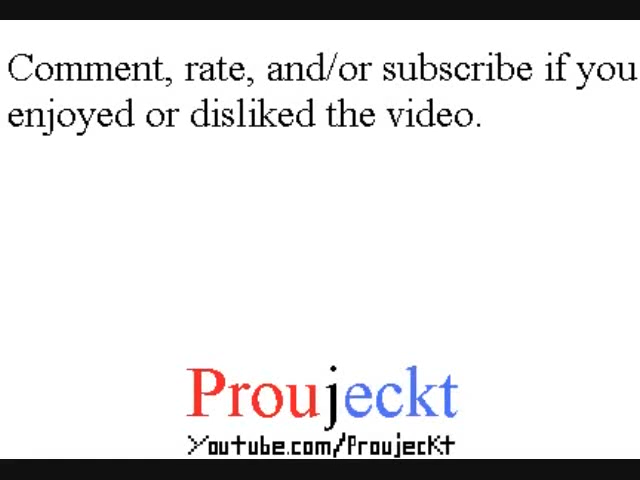 Comment, rate, and/or subscribe if you
enjoyed or disliked the video.
Proujeckt
Youtube.com/ProujecKt